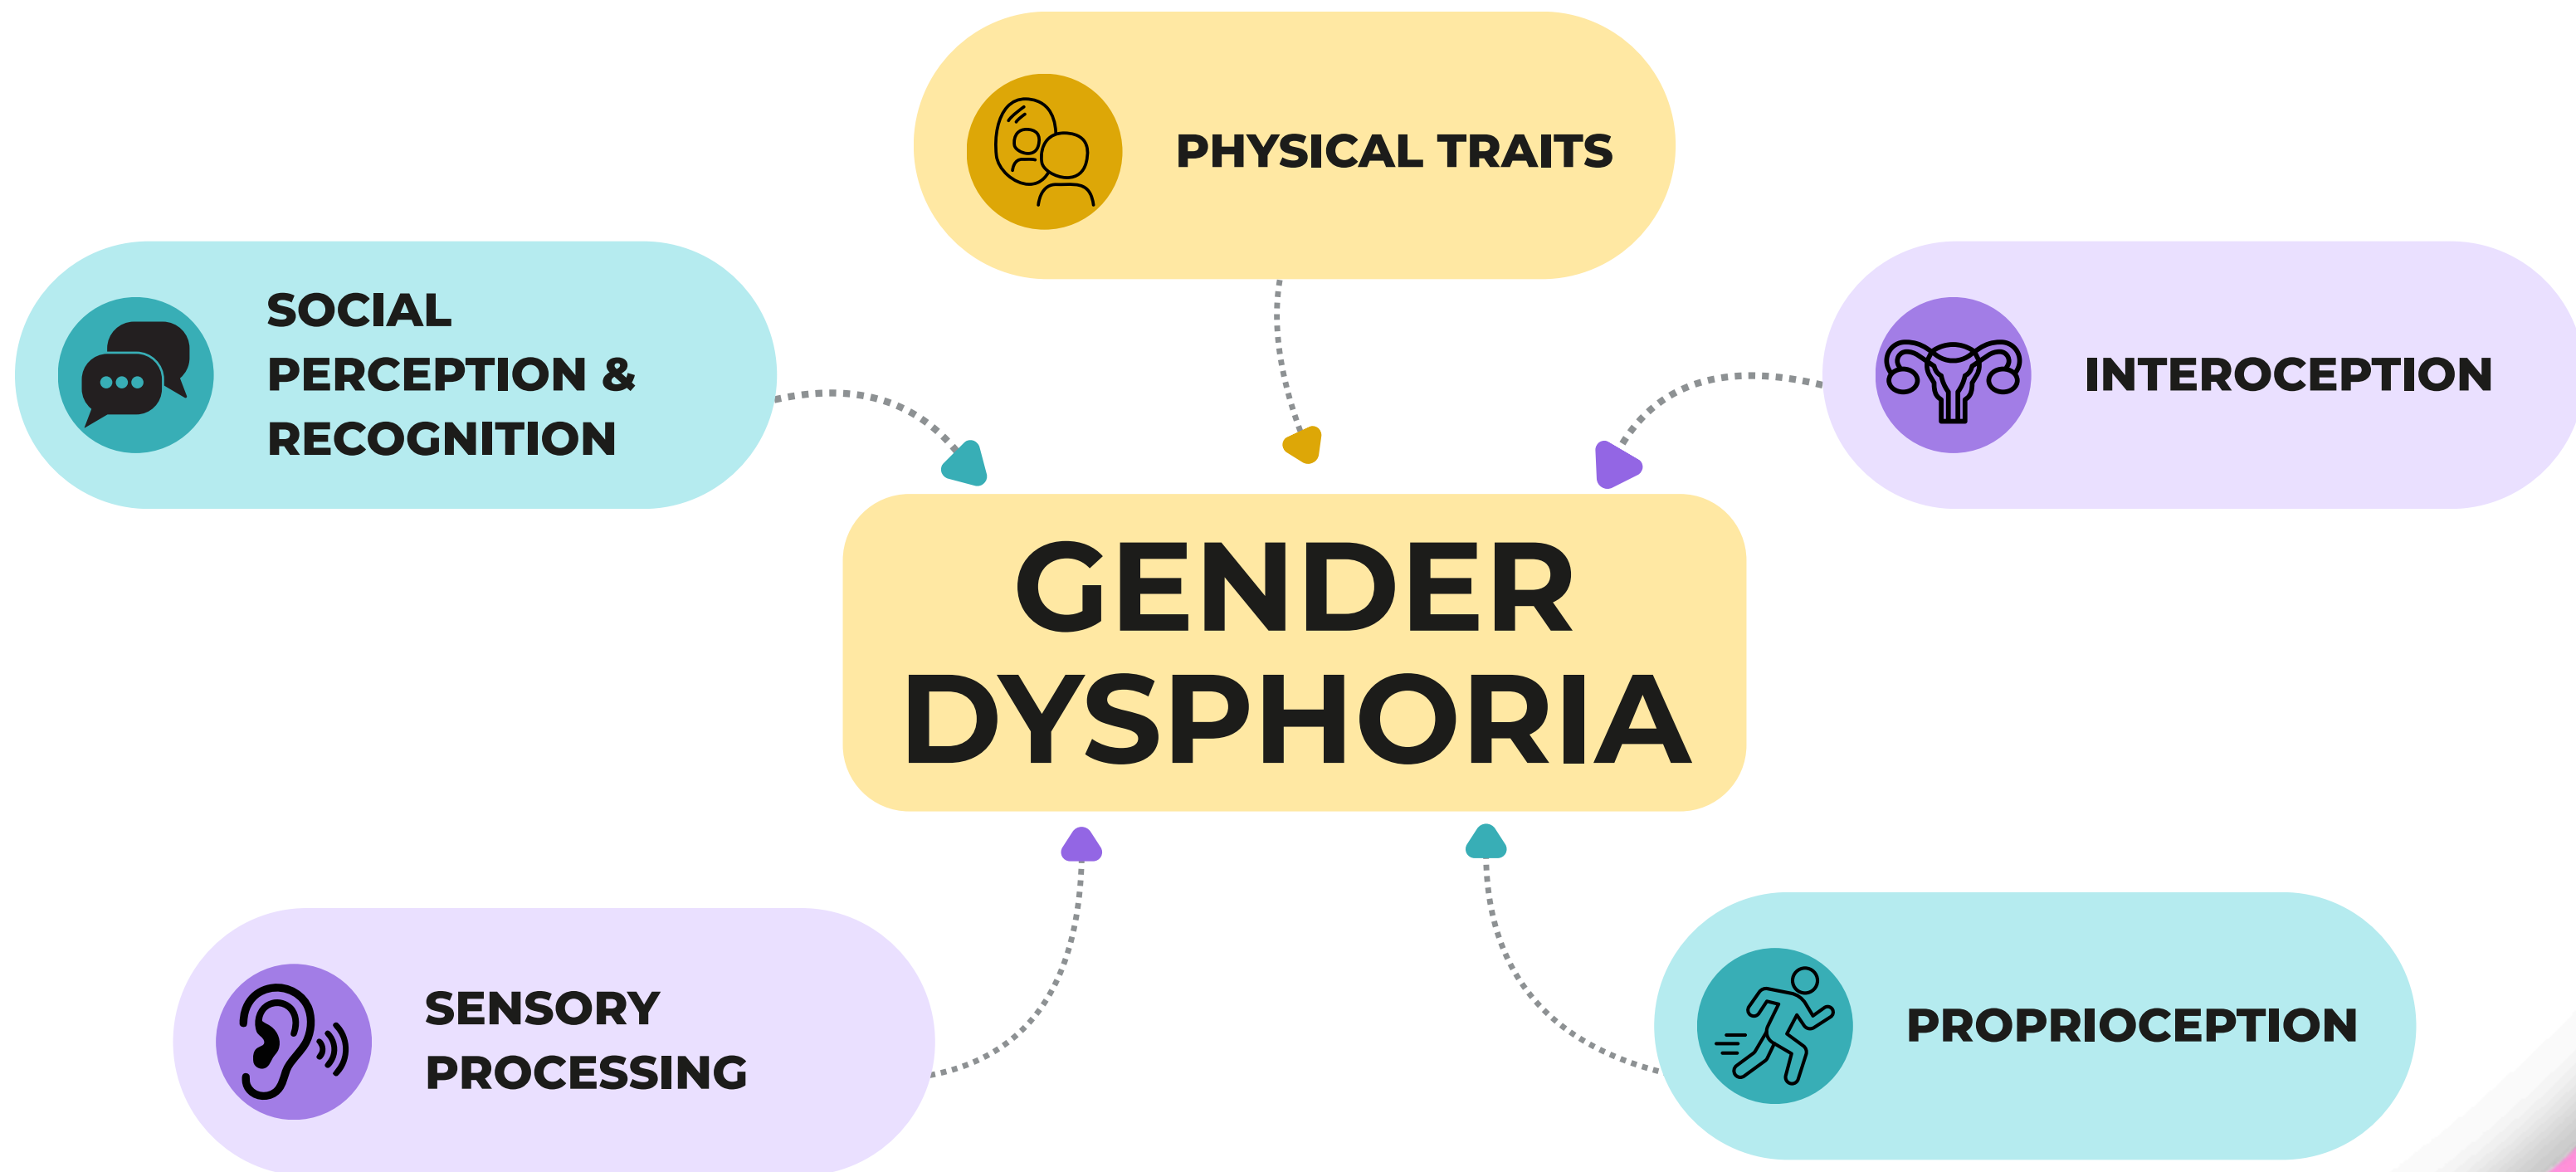 PHYSICAL TRAITS
SOCIAL
PERCEPTION &
RECOGNITION
INTEROCEPTION
GENDER
DYSPHORIA
SENSORY
PROCESSING
PROPRIOCEPTION